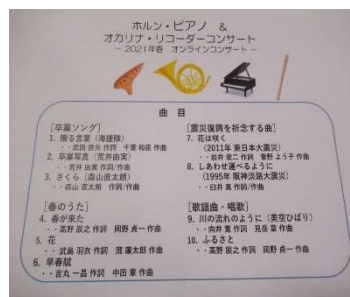 ホルン・ピアノ &
オカリナ・リコーダーコンサート
－ 2021年春 オンラインコンサート －
曲 目
[卒業ソング]
1. 贈る言葉（海援隊）
・・武田 鉄矢 作詞 千葉 和臣 作曲
2. 卒業写真（荒井由実）
・・荒井 由実 作詞/作曲
3. さくら（森山直太朗）
・・森山 直太朗 作詞/作曲
[春のうた]
4. 春が来た
・・高野 辰之 作詞 岡野 貞一 作曲
5. 花
・・武島 羽衣 作詞 瀧 廉太郎 作曲
6. 早春賦
・・吉丸 一昌 作詞 中田 章 作曲
[震災復興を祈念する曲]
7. 花は咲く
（2011年 東日本大震災）
・・岩井 俊二 作詞 菅野 よう子 作曲
8. しあわせ運べるように
（1995年 阪神淡路大震災）
・・臼井 真 作詞/作曲
[歌謡曲・唱歌]
9. 川の流れのように（美空ひばり）
・・秋元 康 作詞 見岳 章 作曲
10. ふるさと
・・高野 辰之 作詞 岡野 貞一 作曲